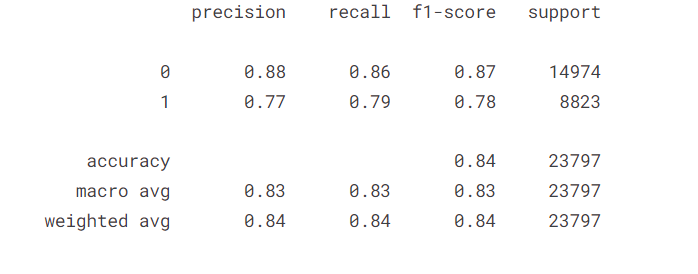 precision recall f1-score support
0 0.88 0.86 0.87 14974
1 0.77 0.79 0.78 8823
accuracy 0.84 23797
macro avg 0.83 0.83 0.83 23797
weighted avg 0.84 0.84 0.84 23797